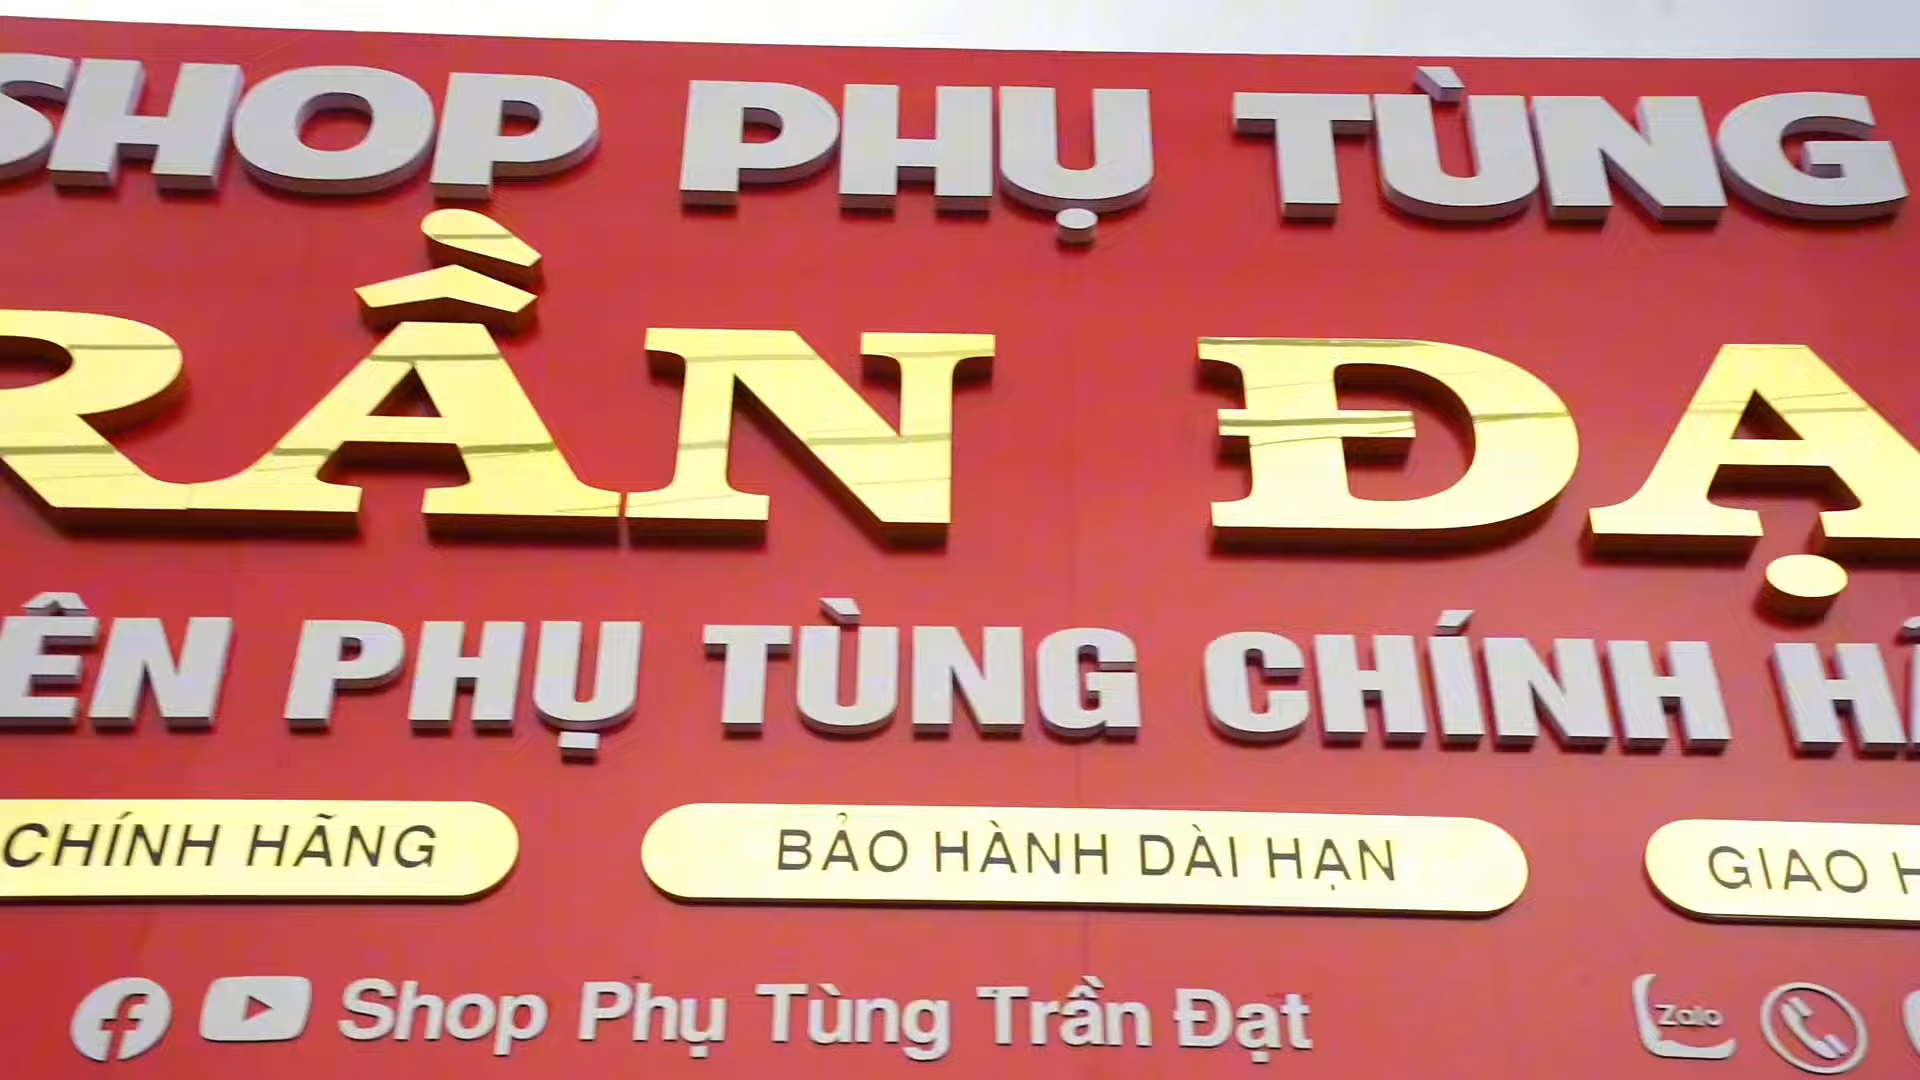 SHOP PHỤ TÙNG
RẦN ĐẠ
ÊN PHỤ TÙNG CHÍNH HÃ
CHÍNH HÃNG
BẢO HÀNH DÀI HẠN
GIAO H
Shop Phụ Tùng Trần Đạt
Zalo